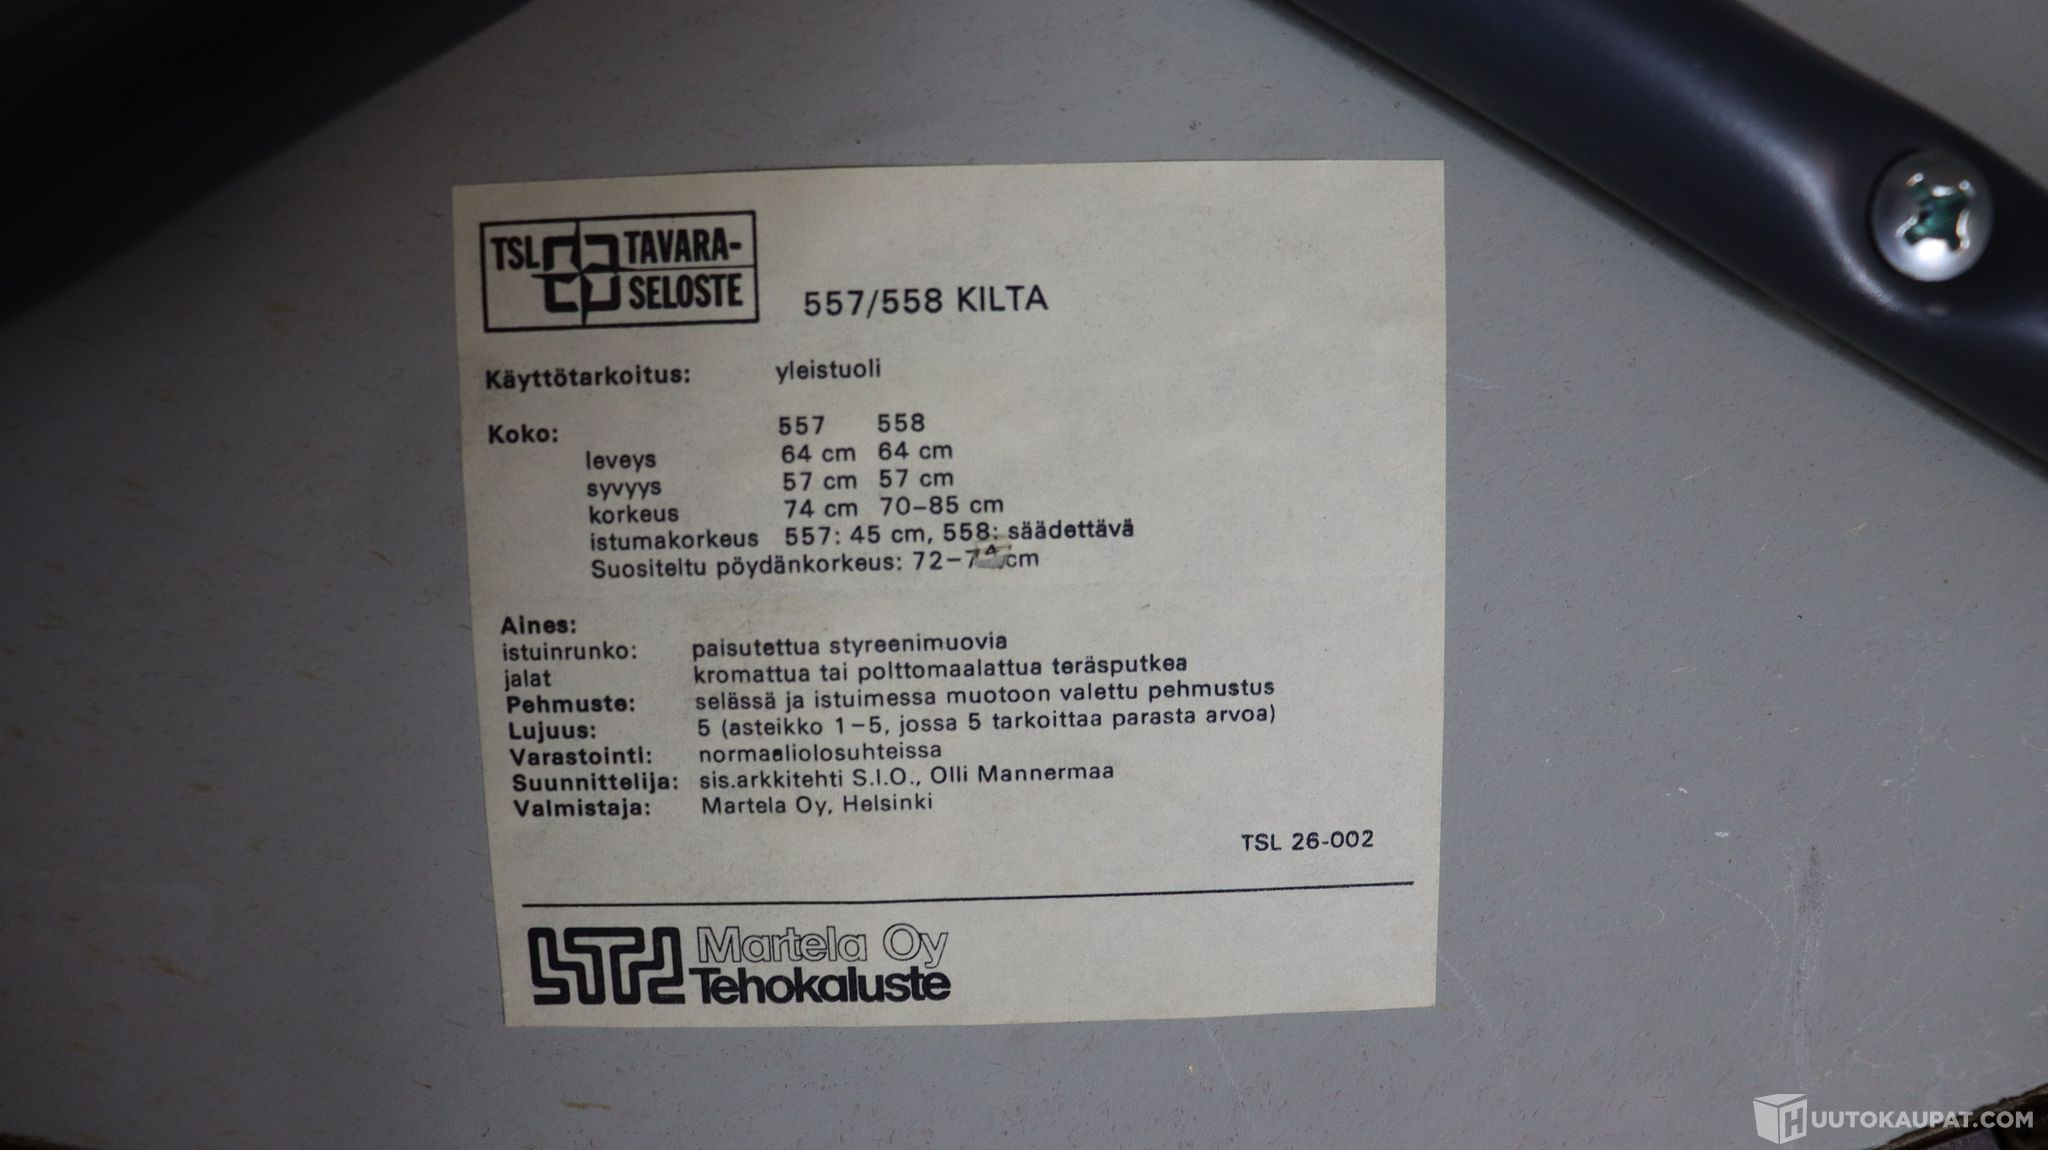 TSL TAVARA-
SELOSTE
557/558 KILTA
Käyttötarkoitus: yleistuoli
Koko: 557 558
leveys 64 cm 64 cm
syvyys 57 cm 57 cm
korkeus 74 cm 70–85 cm
istumakorkeus 557: 45 cm, 558: säädettävä
Suositeltu pöydänkorkeus: 72–74 cm
Aines:
istuinrunko: paisutettua styreenimuovia
jalat kromattua tai polttomaalattua teräsputkea
Pehmuste: selässä ja istuimessa muotoon valettu pehmustus
Lujuus: 5 (asteikko 1–5, jossa 5 tarkoittaa parasta arvoa)
Varastointi: normaaliolosuhteissa
Suunnittelija: sis.arkkitehti S.I.O., Olli Mannermaa
Valmistaja: Martela Oy, Helsinki
TSL 26-002
Martela Oy
Tehokaluste
HUUTOKAUPAT.COM